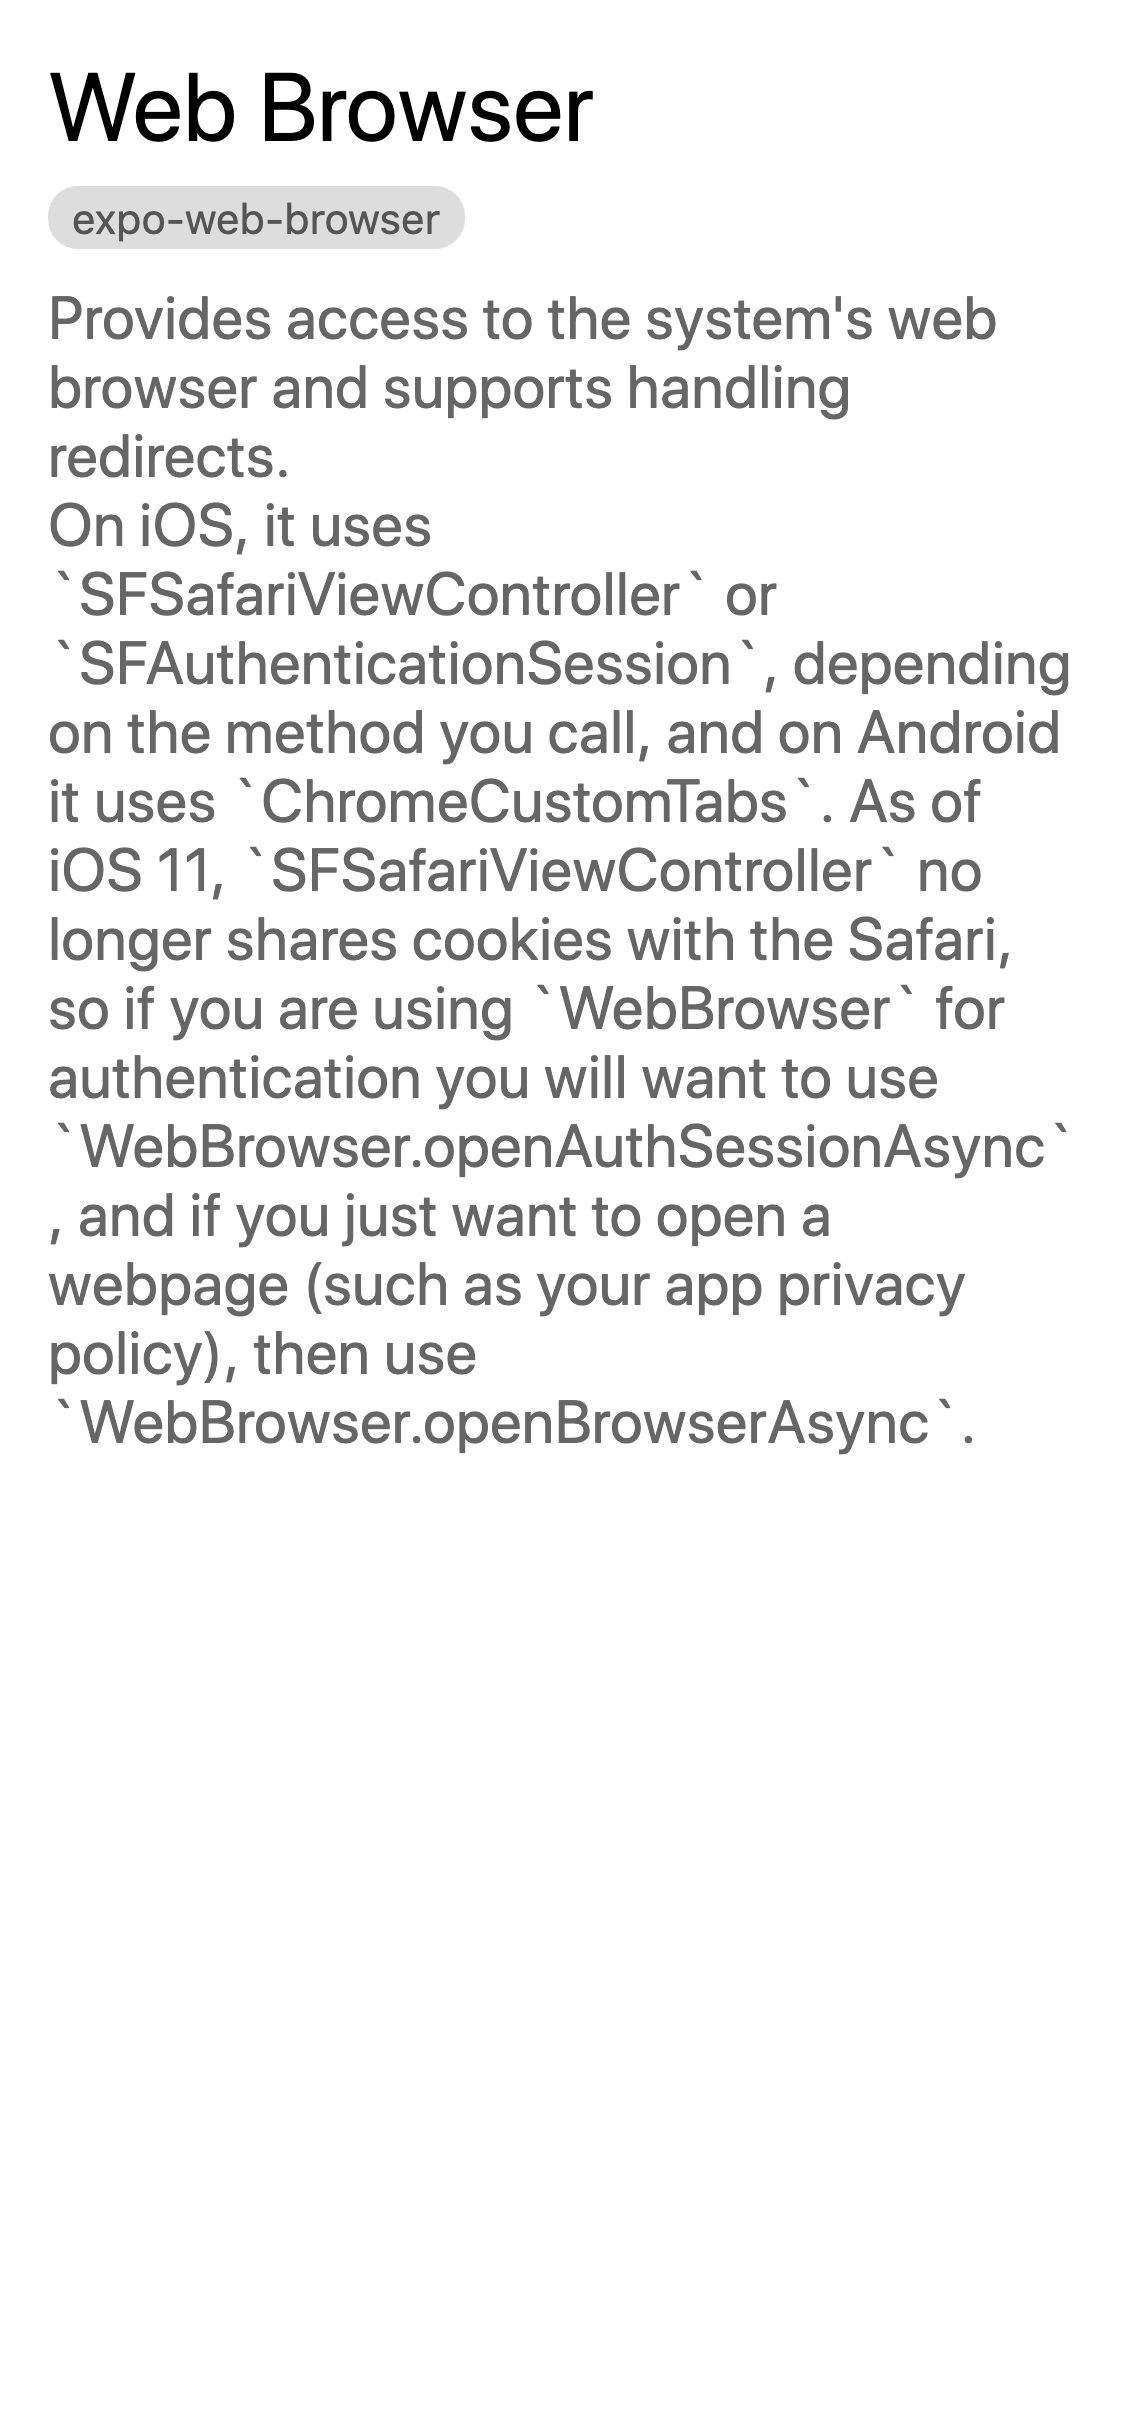 Web Browser
expo-web-browser
Provides access to the system's web
browser and supports handling
redirects.
On iOS, it uses
`SFSafariViewController` or
`SFAuthenticationSession`, depending
on the method you call, and on Android
it uses `ChromeCustomTabs`. As of
iOS 11, `SFSafariViewController` no
longer shares cookies with the Safari,
so if you are using `WebBrowser` for
authentication you will want to use
`WebBrowser.openAuthSessionAsync`
, and if you just want to open a
webpage (such as your app privacy
policy), then use
`WebBrowser.openBrowserAsync`.